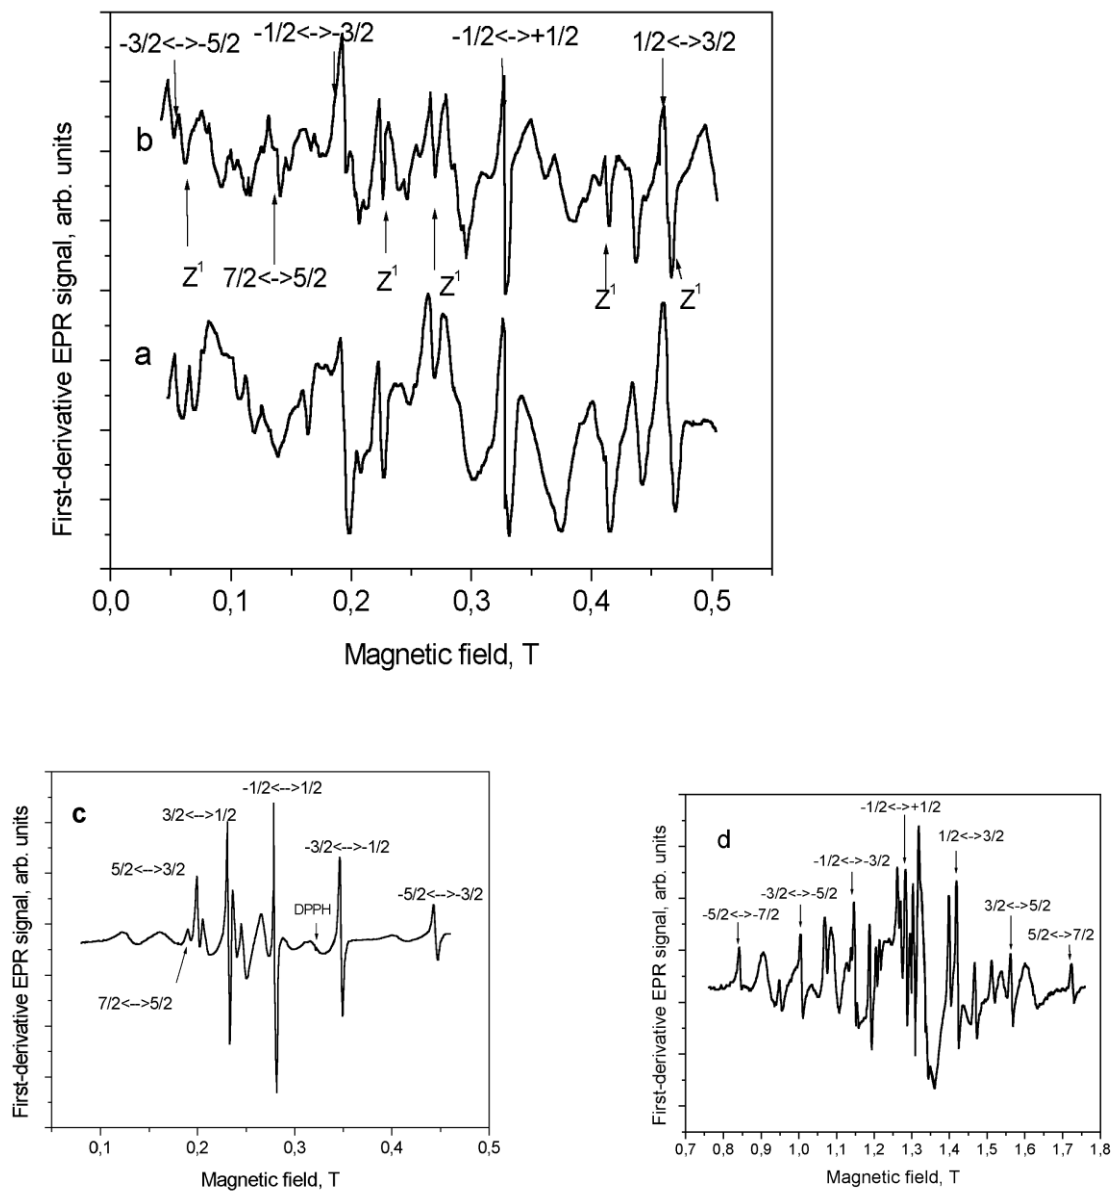 -3/2<->-5/2
-1/2<->-3/2
-1/2<->+1/2
1/2<->3/2
b
Z1
7/2<->5/2
Z1
Z1
Z1
Z1
a
First-derivative EPR signal, arb. units
0,0 0,1 0,2 0,3 0,4 0,5
Magnetic field, T
c
-1/2<-->1/2
3/2<-->1/2
-3/2<-->-1/2
5/2<-->3/2
-5/2<-->-3/2
DPPH
7/2<-->5/2
First-derivative EPR signal, arb. units
0,1 0,2 0,3 0,4 0,5
Magnetic field, T
d
-1/2<->+1/2
1/2<->3/2
-1/2<->-3/2
-3/2<->-5/2
3/2<->5/2
-5/2<->-7/2
5/2<->7/2
First-derivative EPR signal, arb. units
0,7 0,8 0,9 1,0 1,1 1,2 1,3 1,4 1,5 1,6 1,7 1,8
Magnetic field, T